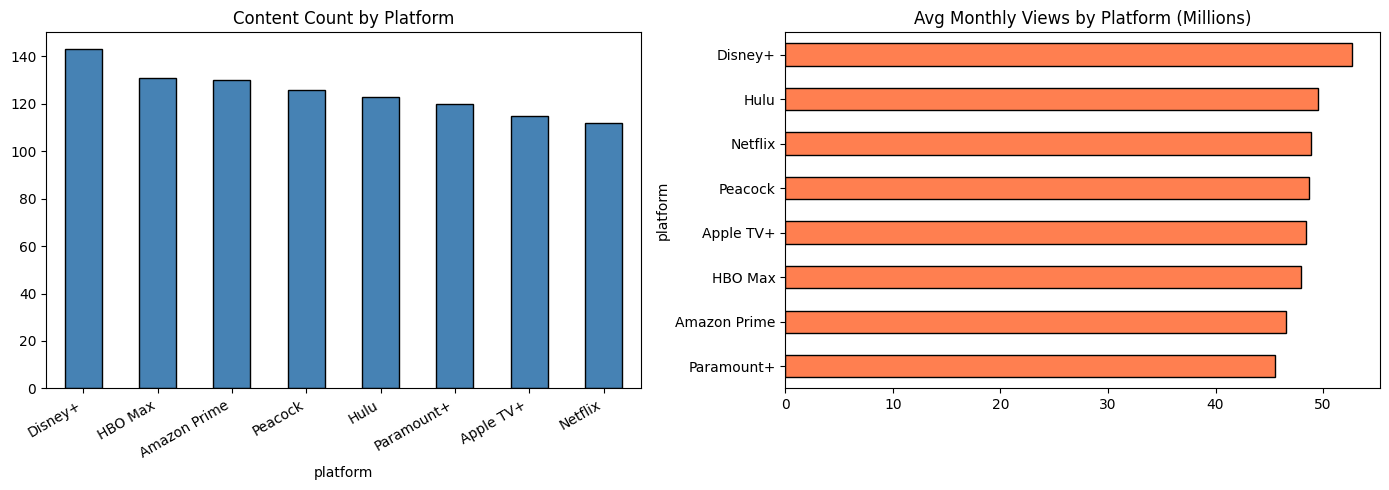 Content Count by Platform
140
120
100
80
60
40
20
0
Disney+
HBO Max
Amazon Prime
Peacock
Hulu
Paramount+
Apple TV+
Netflix
platform
Avg Monthly Views by Platform (Millions)
platform
Disney+
Hulu
Netflix
Peacock
Apple TV+
HBO Max
Amazon Prime
Paramount+
0 10 20 30 40 50